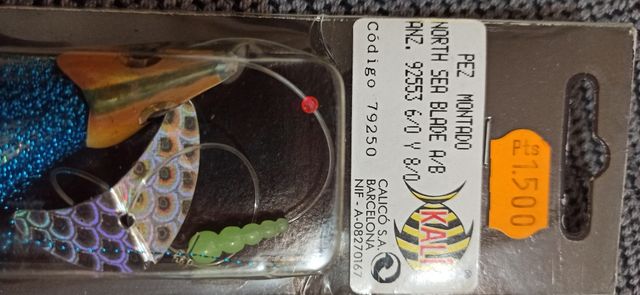 PEZ MONTADO
NORTH SEA BLADE A/B
ANZ. 92553 6/0 Y 8/0
Código 79250
KALI
®
CALICÓ S.A.
BARCELONA
NIF - A-08270167
Pts
1.500